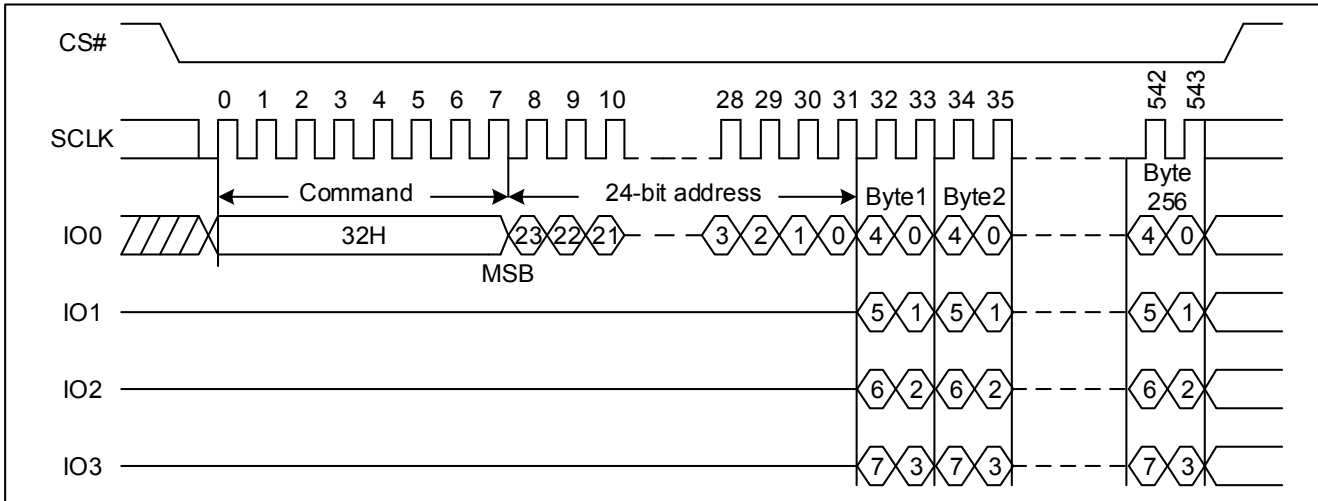 CS#
0 1 2 3 4 5 6 7 8 9 10 28 29 30 31 32 33 34 35 542 543
SCLK
Command 24-bit address Byte1 Byte2 Byte
256
IO0 32H 23 22 21 3 2 1 0 4 0 4 0 4 0
MSB
IO1 5 1 5 1 5 1
IO2 6 2 6 2 6 2
IO3 7 3 7 3 7 3